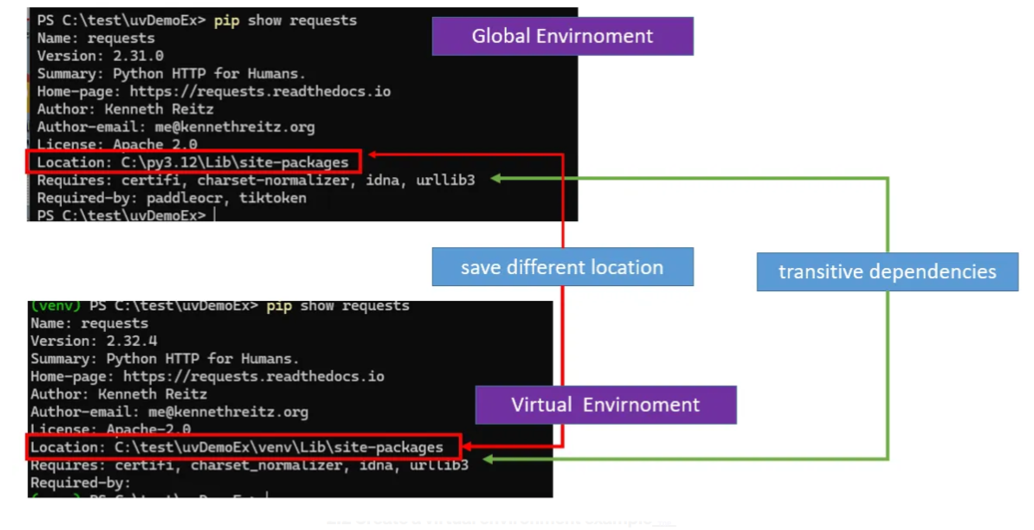 PS C:\test\uvDemoEx> pip show requests
Name: requests
Version: 2.31.0
Summary: Python HTTP for Humans.
Home-page: https://requests.readthedocs.io
Author: Kenneth Reitz
Author-email: me@kennethreitz.org
License: Apache 2.0
Location: C:\py3.12\Lib\site-packages
Requires: certifi, charset-normalizer, idna, urllib3
Required-by: paddleocr, tiktoken
PS C:\test\uvDemoEx>
Global Envirnoment
save different location
transitive dependencies
(venv) PS C:\test\uvDemoEx> pip show requests
Name: requests
Version: 2.32.4
Summary: Python HTTP for Humans.
Home-page: https://requests.readthedocs.io
Author: Kenneth Reitz
Author-email: me@kennethreitz.org
License: Apache-2.0
Location: C:\test\uvDemoEx\venv\Lib\site-packages
Requires: certifi, charset_normalizer, idna, urllib3
Required-by:
Virtual Envirnoment